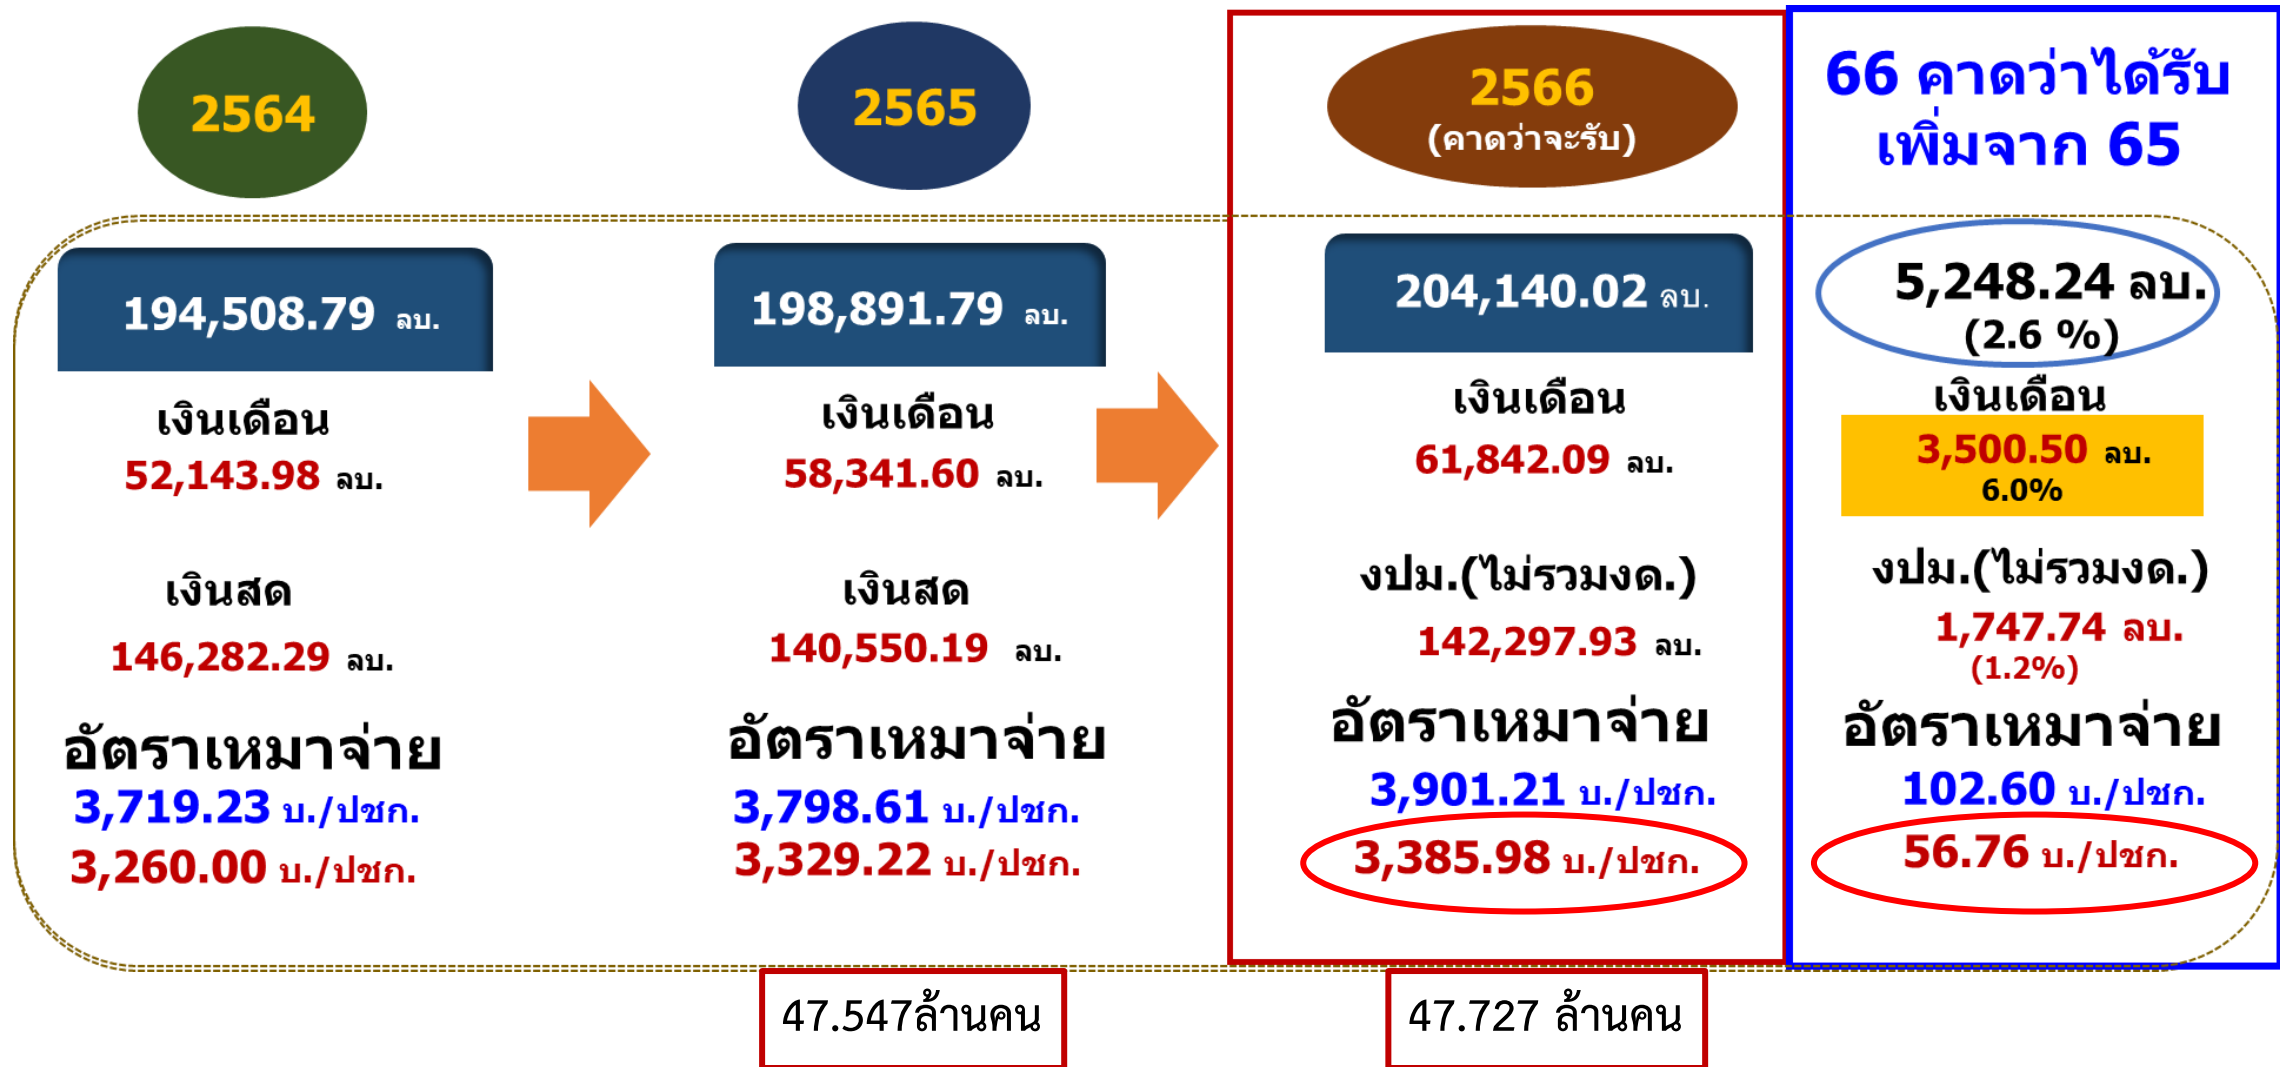 2564
194,508.79 ลบ.
เงินเดือน
52,143.98 ลบ.
เงินสด
146,282.29 ลบ.
อัตราเหมาจ่าย
3,719.23 บ./ปชก.
3,260.00 บ./ปชก.
2565
198,891.79 ลบ.
เงินเดือน
58,341.60 ลบ.
เงินสด
140,550.19 ลบ.
อัตราเหมาจ่าย
3,798.61 บ./ปชก.
3,329.22 บ./ปชก.
47.547ล้านคน
2566
(คาดว่าจะรับ)
204,140.02 ลบ.
เงินเดือน
61,842.09 ลบ.
งปม.(ไม่รวมงด.)
142,297.93 ลบ.
อัตราเหมาจ่าย
3,901.21 บ./ปชก.
3,385.98 บ./ปชก.
47.727 ล้านคน
66 คาดว่าได้รับ
เพิ่มจาก 65
5,248.24 ลบ.
(2.6 %)
เงินเดือน
3,500.50 ลบ.
6.0%
งปม.(ไม่รวมงด.)
1,747.74 ลบ.
(1.2%)
อัตราเหมาจ่าย
102.60 บ./ปชก.
56.76 บ./ปชก.